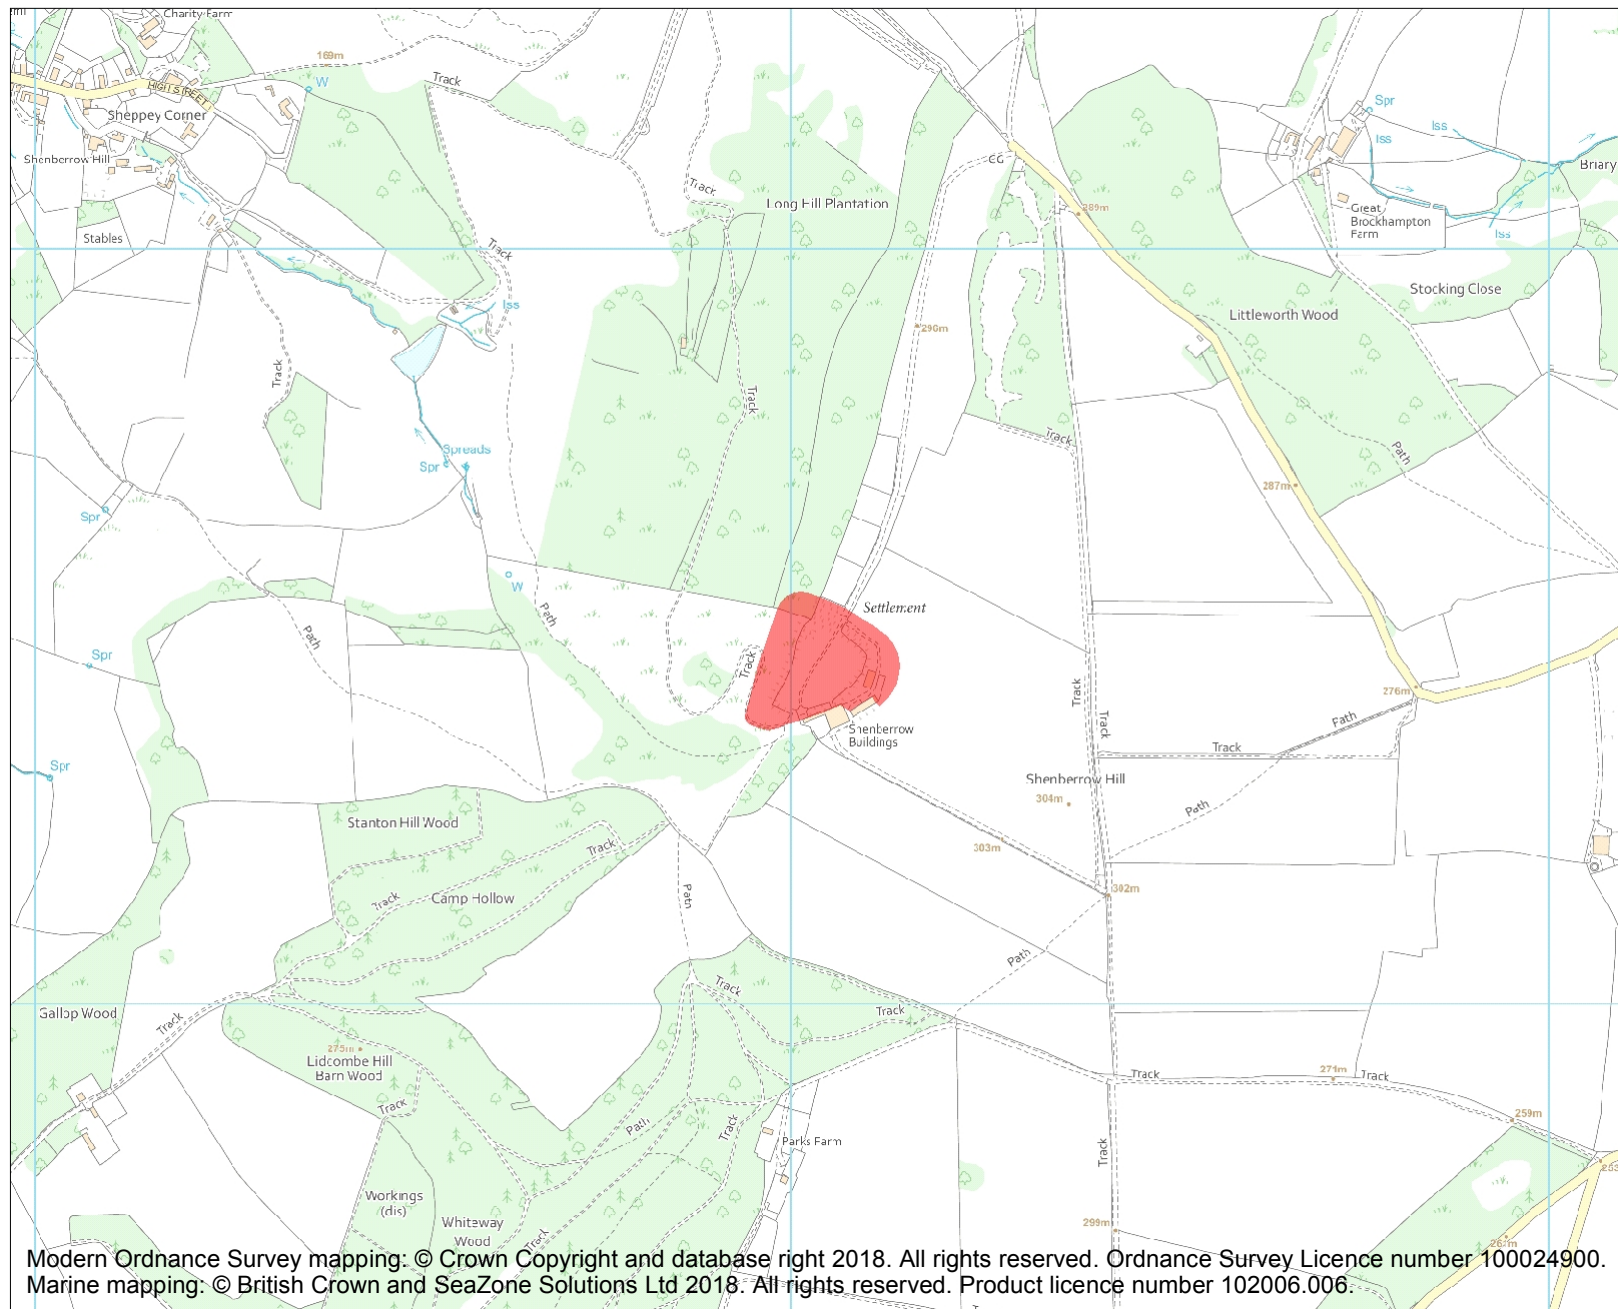 Charity Farm
169m
Track
W
HIGH STREET
Sheppey Corner
Shenberrow Hill
Stables
Track
Long Hill Plantation
CG
289m
Spr
Iss
Iss
Briary
Great
Brockhampton
Farm
Iss
Track
Iss
Stocking Close
Littleworth Wood
296m
Track
Track
Track
Path
Spreads
Spr
287m
Spr
W
Path
Settlement
Path
Spr
Track
Track
Track
276m
Path
Shenberrow
Buildings
Track
Spr
Shenberrow Hill
304m
Path
Stanton Hill Wood
Track
303m
Track
Camp Hollow
Path
302m
Path
Track
Track
Gallop Wood
Track
275m
Lidcombe Hill
Barn Wood
Track
271m
Track
Track
259m
Path
Track
Parks Farm
Track
Workings
(dis)
Whiteway
Wood
Track
299m
Modern Ordnance Survey mapping: © Crown Copyright and database right 2018. All rights reserved. Ordnance Survey Licence number 100024900.
Marine mapping: © British Crown and SeaZone Solutions Ltd 2018. All rights reserved. Product licence number 102006.006.